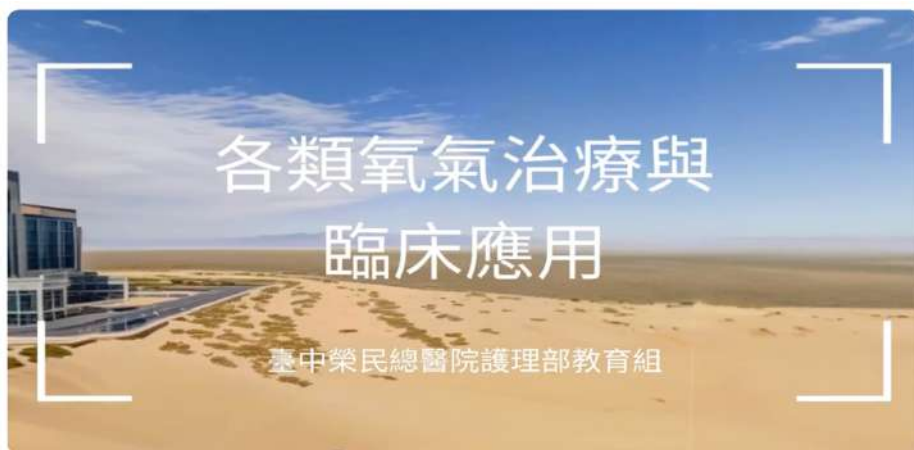 各類氧氣治療與
臨床應用
臺中榮民總醫院護理部教育組